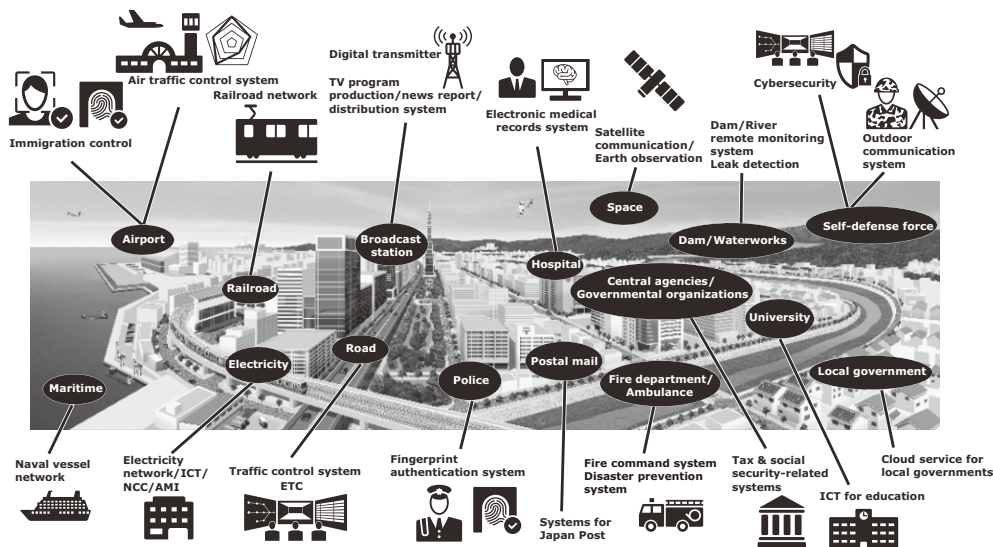 Air traffic control system
Immigration control
Railroad network
Digital transmitter
TV program
production/news report/
distribution system
Electronic medical
records system
Satellite
communication/
Earth observation
Dam/River
remote monitoring
system
Leak detection
Cybersecurity
Outdoor
communication
system
Airport
Railroad
Broadcast
station
Hospital
Space
Dam/Waterworks
Self-defense force
Central agencies/
Governmental organizations
University
Electricity
Road
Maritime
Police
Postal mail
Fire department/
Ambulance
Local government
Naval vessel
network
Electricity
network/ICT/
NCC/AMI
Traffic control system
ETC
Fingerprint
authentication system
Systems for
Japan Post
Fire command system
Disaster prevention
system
Tax & social
security-related
systems
ICT for education
Cloud service for
local governments